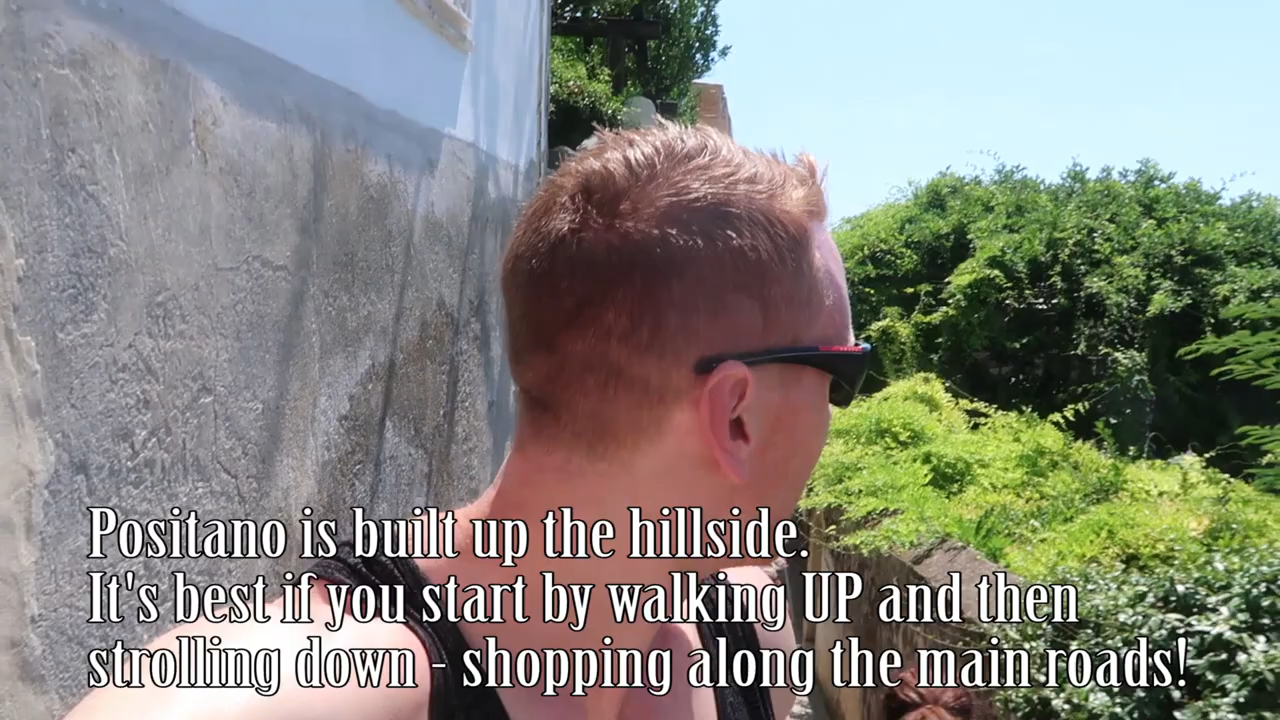 Positano is built up the hillside.
It's best if you start by walking UP and then
strolling down - shopping along the main roads!